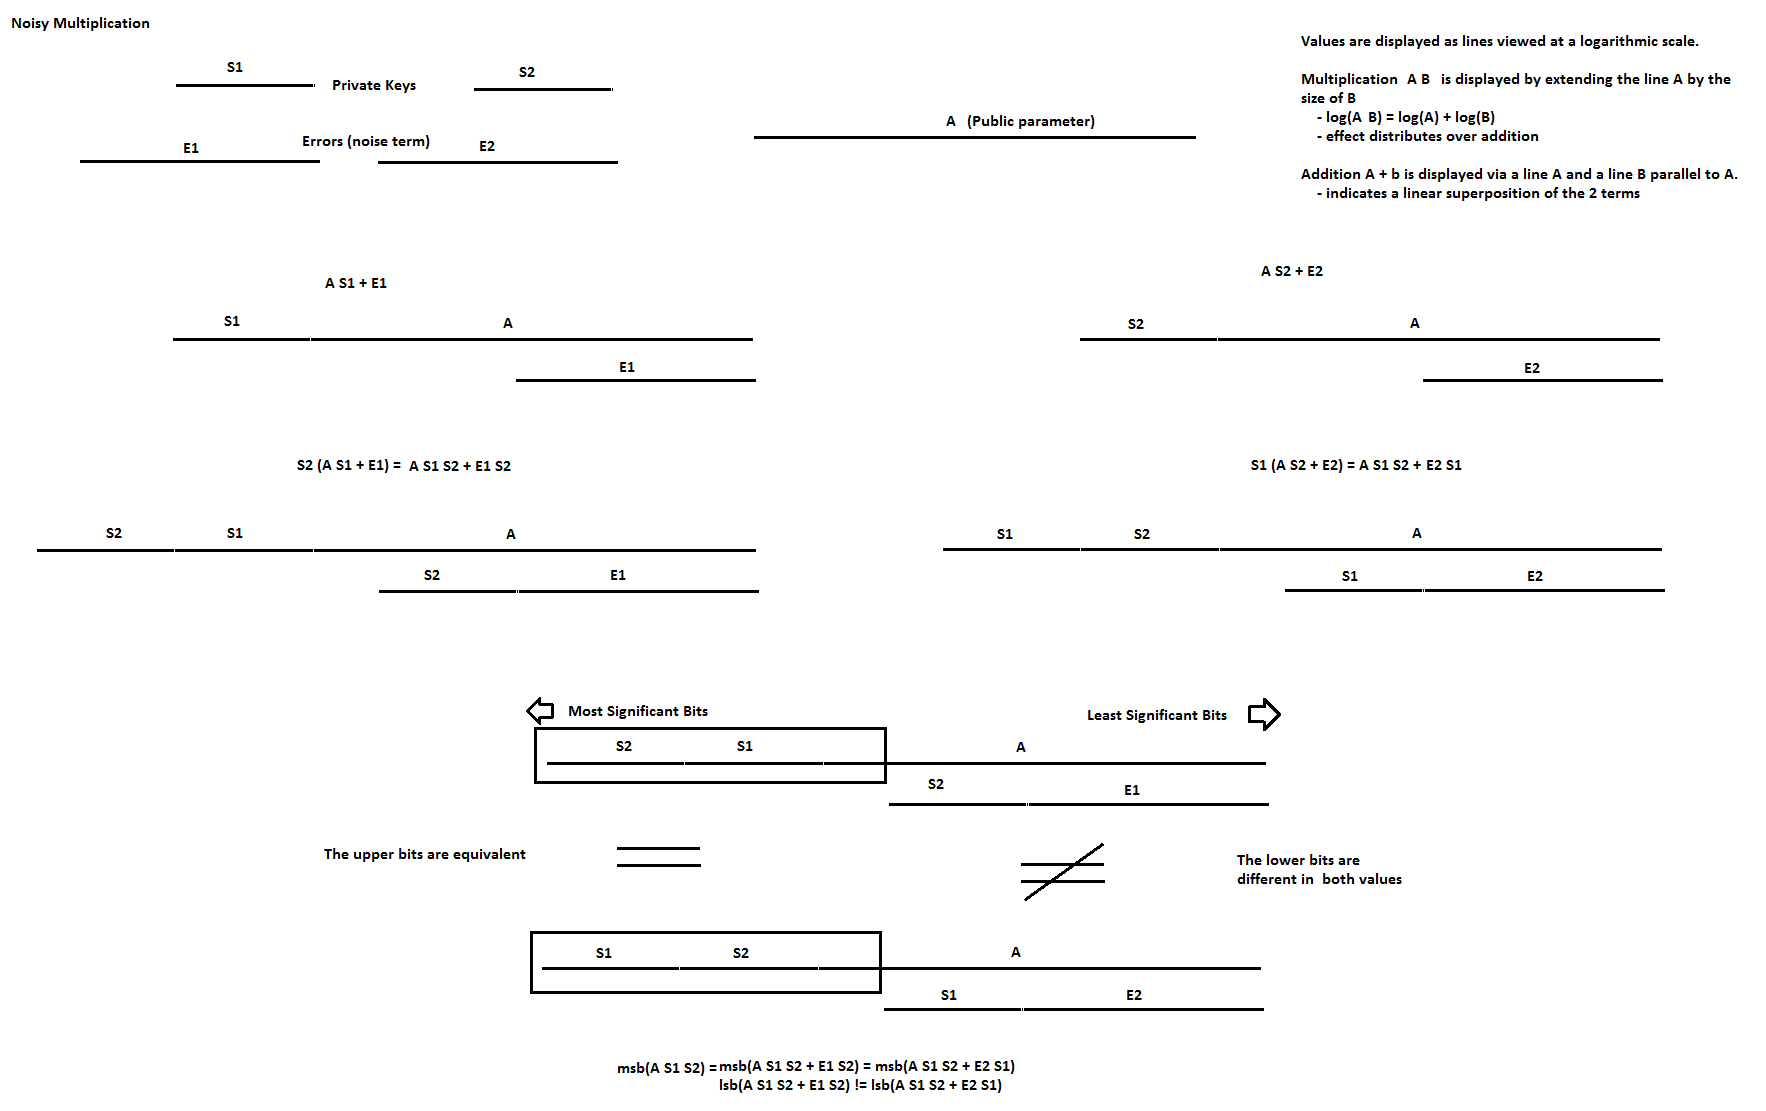 Noisy Multiplication
S1
Private Keys
S2
E1
Errors (noise term)
E2
A (Public parameter)
Values are displayed as lines viewed at a logarithmic scale.
Multiplication A B is displayed by extending the line A by the
size of B
- log(A B) = log(A) + log(B)
- effect distributes over addition
Addition A + b is displayed via a line A and a line B parallel to A.
- indicates a linear superposition of the 2 terms
A S1 + E1
S1
A
E1
A S2 + E2
S2
A
E2
S2 (A S1 + E1) = A S1 S2 + E1 S2
S2
S1
A
S2
E1
S1 (A S2 + E2) = A S1 S2 + E2 S1
S1
S2
A
S1
E2
Most Significant Bits
Least Significant Bits
S2
S1
A
S2
E1
The upper bits are equivalent
The lower bits are
different in both values
S1
S2
A
S1
E2
msb(A S1 S2) = msb(A S1 S2 + E1 S2) = msb(A S1 S2 + E2 S1)
lsb(A S1 S2 + E1 S2) != lsb(A S1 S2 + E2 S1)